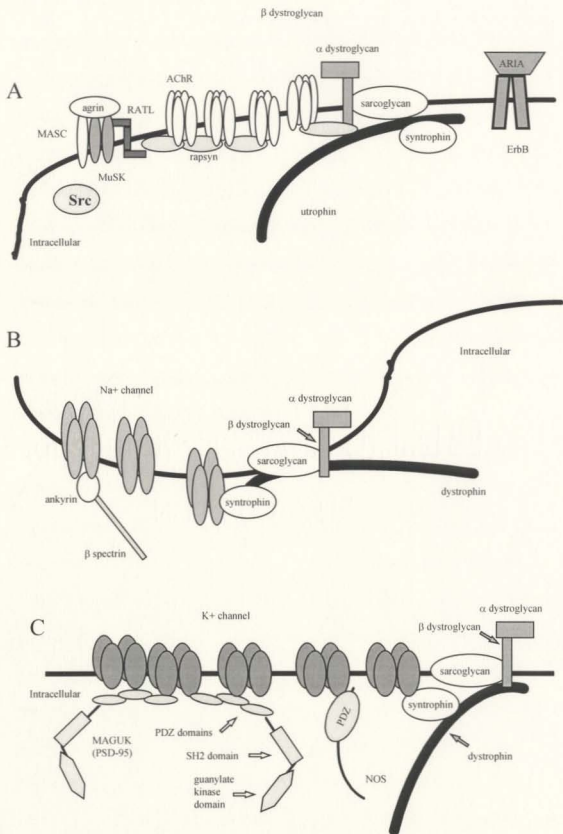 β dystroglycan
α dystroglycan
A
AChR
ARIA
agrin
RATL
sarcoglycan
MASC
syntrophin
rapsyn
ErbB
MuSK
Src
utrophin
Intracellular
B
Intracellular
Na+ channel
α dystroglycan
β dystroglycan
sarcoglycan
syntrophin
dystrophin
ankyrin
β spectrin
C
K+ channel
α dystroglycan
β dystroglycan
sarcoglycan
Intracellular
syntrophin
PDZ
MAGUK
(PSD-95)
PDZ domains
SH2 domain
dystrophin
guanylate
kinase
domain
NOS